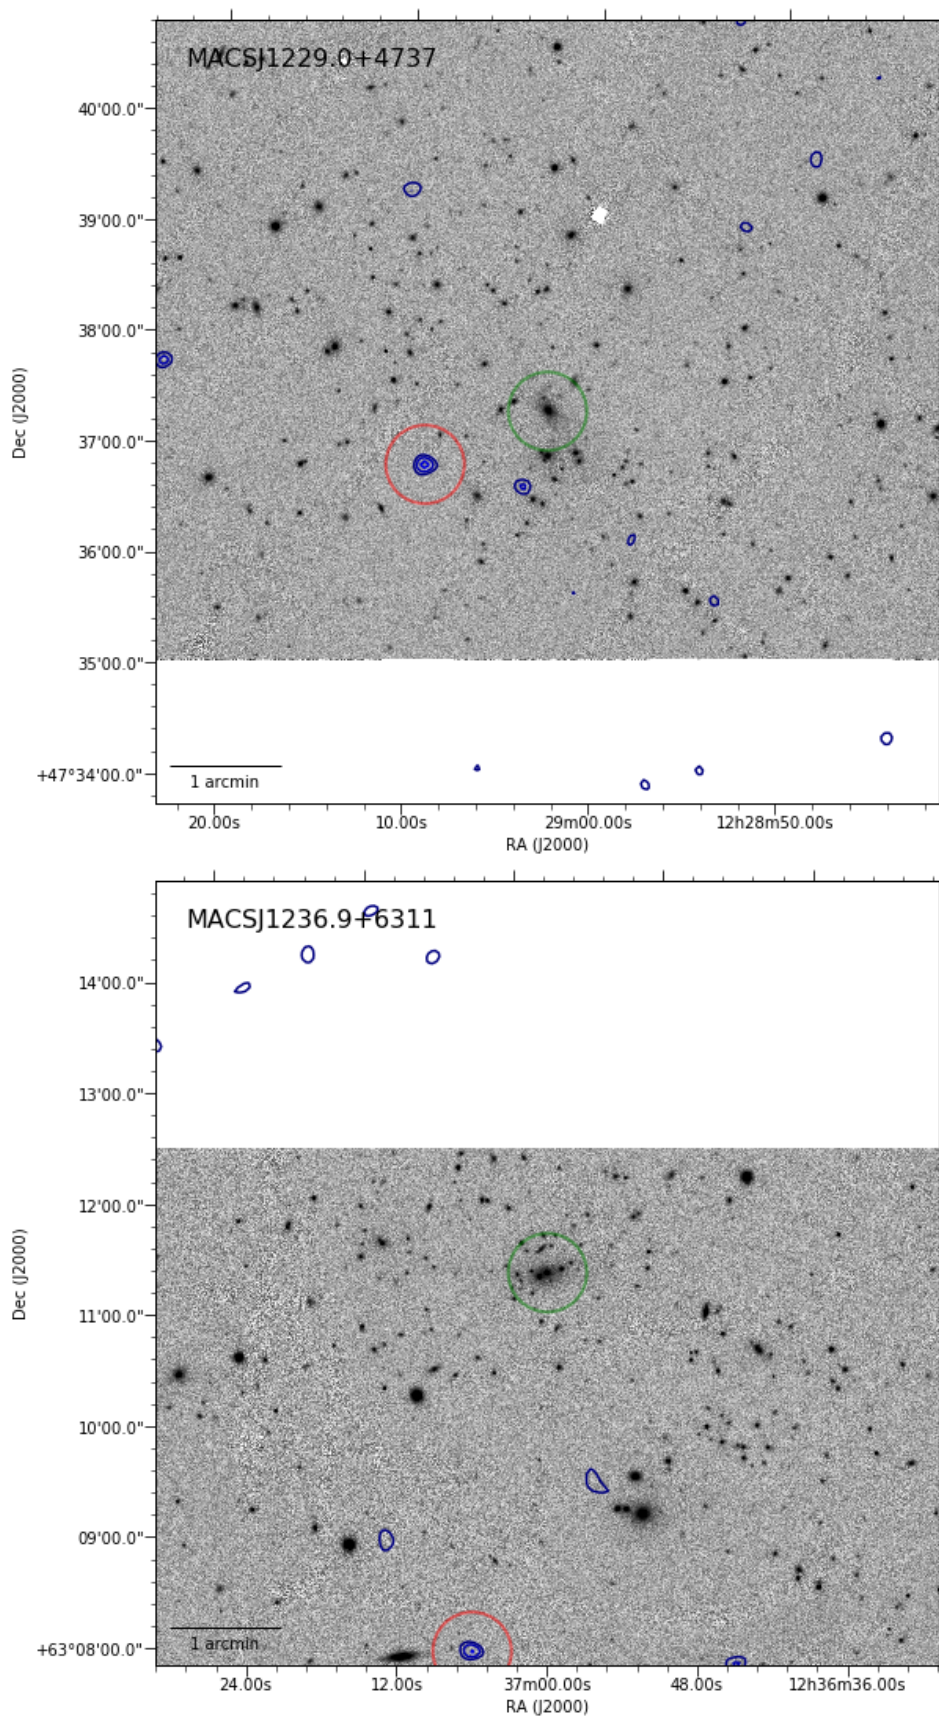 MACSJ1229.0+4737
40'00.0"
39'00.0"
38'00.0"
37'00.0"
36'00.0"
35'00.0"
+47°34'00.0"
Dec (J2000)
1 arcmin
20.00s 10.00s 29m00.00s 12h28m50.00s
RA (J2000)
MACSJ1236.9+6311
14'00.0"
13'00.0"
12'00.0"
11'00.0"
10'00.0"
09'00.0"
+63°08'00.0"
Dec (J2000)
1 arcmin
24.00s 12.00s 37m00.00s 48.00s 12h36m36.00s
RA (J2000)